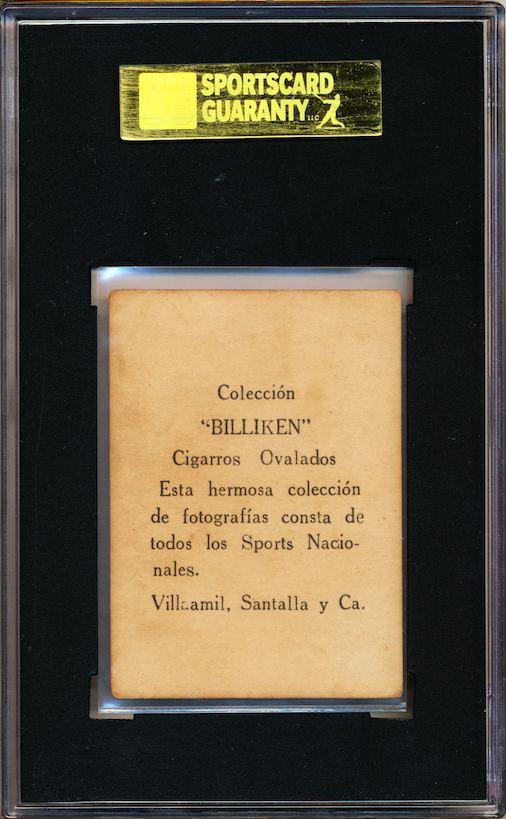 SPORTSCARD
GUARANTY LLC
Colección
“BILLIKEN”
Cigarros Ovalados
Esta hermosa colección
de fotografías consta de
todos los Sports Nacio-
nales.
Villaamil, Santalla y Ca.